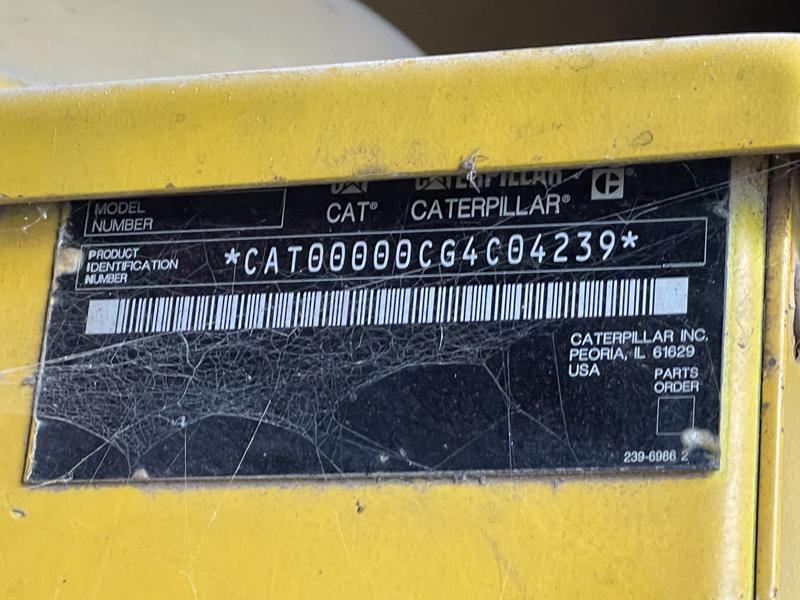 CATERPILLAR
MODEL
NUMBER
CAT®
CATERPILLAR®
C
PRODUCT
IDENTIFICATION
NUMBER
*CAT00000CG4C04239*
CATERPILLAR INC.
PEORIA, IL 61629
USA
PARTS
ORDER
239-6986 2